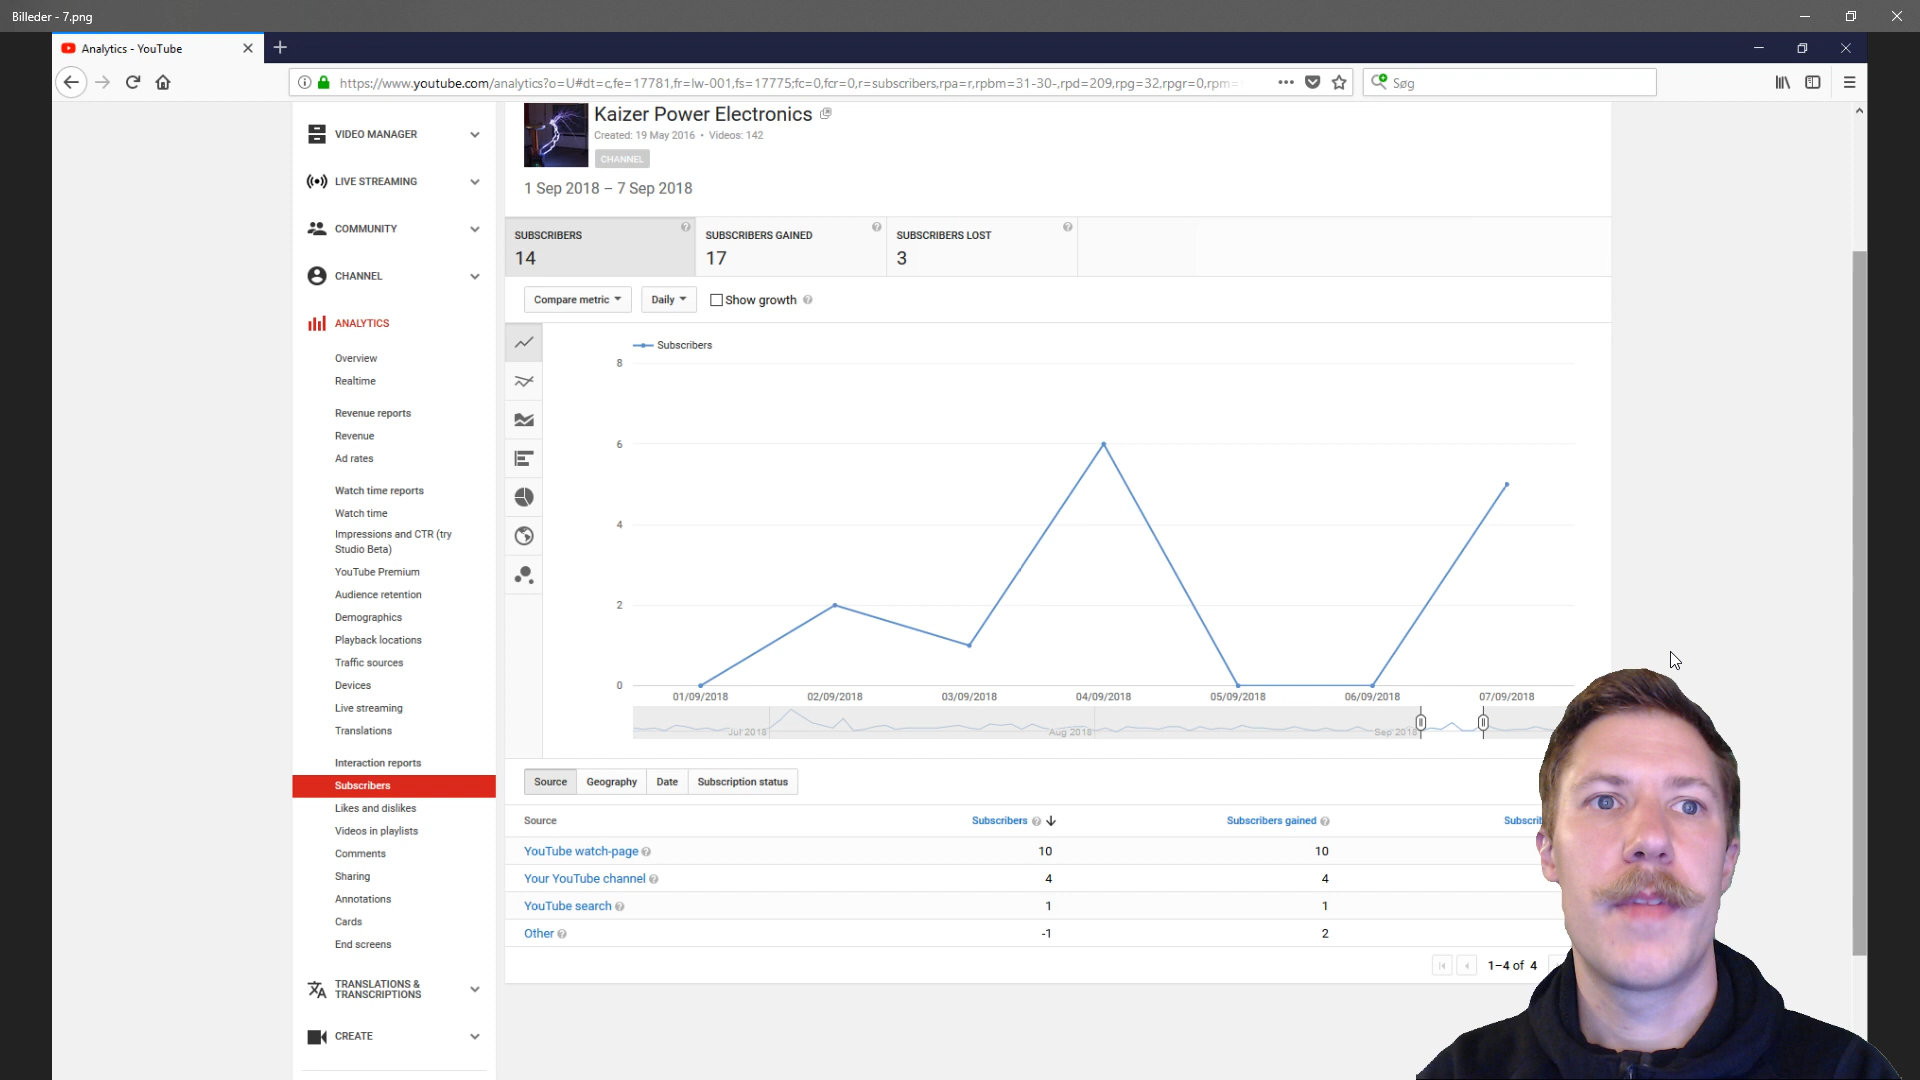 Billeder - 7.png
Analytics - YouTube
https://www.youtube.com/analytics?o=U#dt=c,fe=17781,fr=lw-001,fs=17775;fc=0,fcr=0,r=subscribers,rpa=r,rpbm=31-30-,rpd=209,rpg=32,rpgr=0,rpm=
Søg
VIDEO MANAGER
LIVE STREAMING
COMMUNITY
CHANNEL
ANALYTICS
Overview
Realtime
Revenue reports
Revenue
Ad rates
Watch time reports
Watch time
Impressions and CTR (try
Studio Beta)
YouTube Premium
Audience retention
Demographics
Playback locations
Traffic sources
Devices
Live streaming
Translations
Interaction reports
Subscribers
Likes and dislikes
Videos in playlists
Comments
Sharing
Annotations
Cards
End screens
TRANSLATIONS &
TRANSCRIPTIONS
CREATE
Kaizer Power Electronics
Created: 19 May 2016 • Videos: 142
CHANNEL
1 Sep 2018 – 7 Sep 2018
SUBSCRIBERS
14
SUBSCRIBERS GAINED
17
SUBSCRIBERS LOST
3
Compare metric Daily Show growth
Subscribers
8
6
4
2
0
01/09/2018 02/09/2018 03/09/2018 04/09/2018 05/09/2018 06/09/2018 07/09/2018
Jul 2018 Aug 2018 Sep 2018
Source Geography Date Subscription status
Source Subscribers Subscribers gained
YouTube watch-page 10 10
Your YouTube channel 4 4
YouTube search 1 1
Other -1 2
1–4 of 4